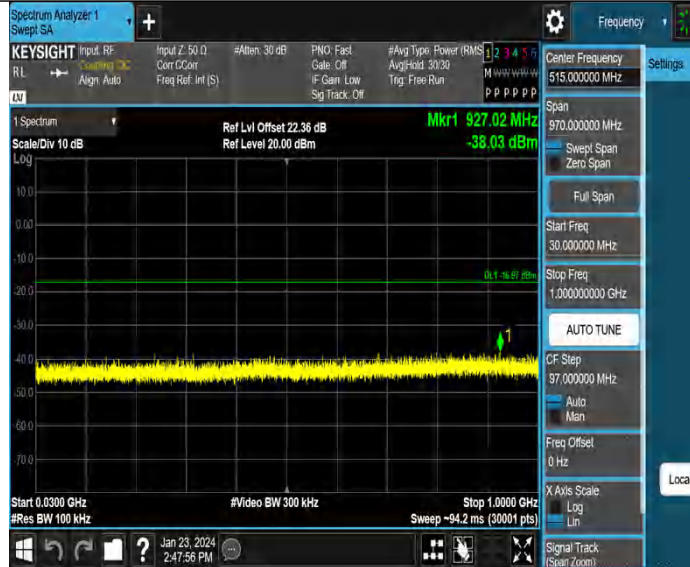 Spectrum Analyzer 1
Swept SA
Frequency
KEYSIGHT
RL
Input: RF
Coupling: DC
Align: Auto
Input Z: 50 Ω
Corr CCorr
Freq Ref: Int (S)
#Atten: 30 dB
PNO: Fast
Gate: Off
IF Gain: Low
Sig Track: Off
#Avg Type: Power (RMS
Avg|Hold: 30/30
Trig: Free Run
1 2 3 4 5 6
M W W W W W
P P P P P P
LXI
Center Frequency
515.000000 MHz
Settings
Span
970.000000 MHz
Swept Span
Zero Span
Full Span
Start Freq
30.000000 MHz
Stop Freq
1.000000000 GHz
AUTO TUNE
CF Step
97.000000 MHz
Auto
Man
Freq Offset
0 Hz
X Axis Scale
Log
Lin
Signal Track
(Span Zoom)
Loca
1 Spectrum
Scale/Div 10 dB
Log
Ref Lvl Offset 22.36 dB
Ref Level 20.00 dBm
Mkr1 927.02 MHz
-38.03 dBm
10.0
0.00
-10.0
DL1 -16.97 dBm
-20.0
-30.0
1
-40.0
-50.0
-60.0
-70.0
Start 0.0300 GHz
#Res BW 100 kHz
#Video BW 300 kHz
Stop 1.0000 GHz
Sweep ~94.2 ms (30001 pts)
?
Jan 23, 2024
2:47:56 PM